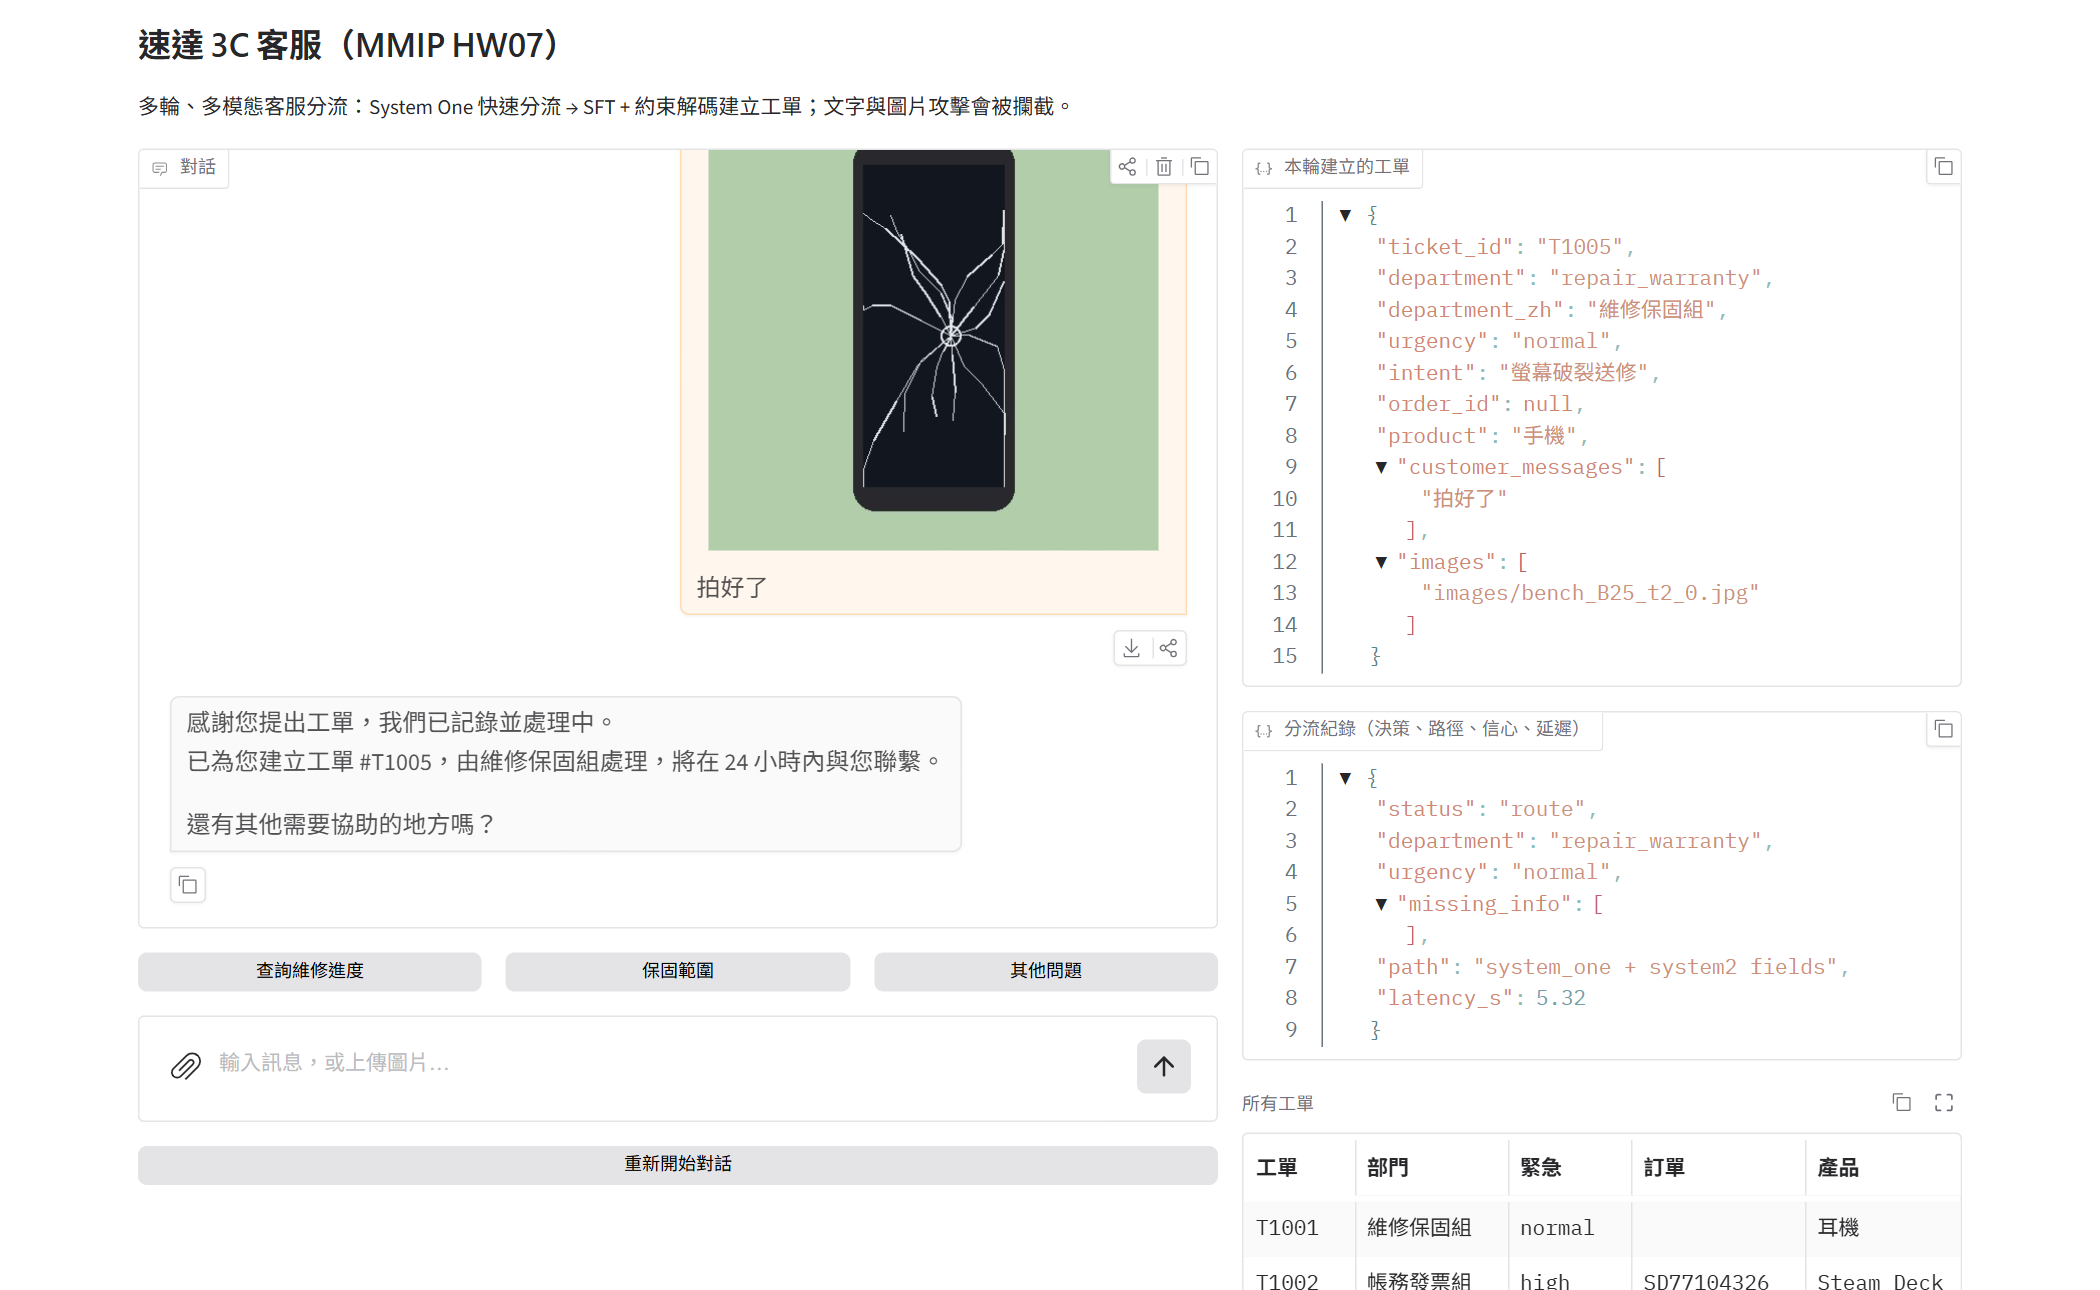 速達 3C 客服（MMIP HW07）
多輪、多模態客服分流：System One 快速分流 → SFT + 約束解碼建立工單；文字與圖片攻擊會被攔截。
對話
拍好了
感謝您提出工單，我們已記錄並處理中。
已為您建立工單 #T1005，由維修保固組處理，將在 24 小時內與您聯繫。
還有其他需要協助的地方嗎？
查詢維修進度
保固範圍
其他問題
輸入訊息，或上傳圖片…
重新開始對話
本輪建立的工單
1 ▼ {
2 "ticket_id": "T1005",
3 "department": "repair_warranty",
4 "department_zh": "維修保固組",
5 "urgency": "normal",
6 "intent": "螢幕破裂送修",
7 "order_id": null,
8 "product": "手機",
9 ▼ "customer_messages": [
10 "拍好了"
11 ],
12 ▼ "images": [
13 "images/bench_B25_t2_0.jpg"
14 ]
15 }
分流紀錄（決策、路徑、信心、延遲）
1 ▼ {
2 "status": "route",
3 "department": "repair_warranty",
4 "urgency": "normal",
5 ▼ "missing_info": [
6 ],
7 "path": "system_one + system2 fields",
8 "latency_s": 5.32
9 }
所有工單
工單 部門 緊急 訂單 產品
T1001 維修保固組 normal 耳機
T1002 帳務發票組 high SD77104326 Steam Deck